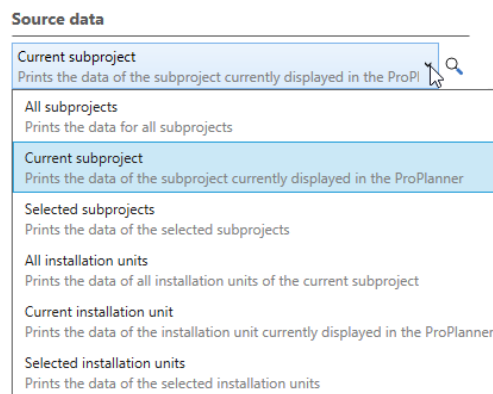 Source data
Current subproject
Prints the data of the subproject currently displayed in the ProPl
All subprojects
Prints the data for all subprojects
Current subproject
Prints the data of the subproject currently displayed in the ProPlanner
Selected subprojects
Prints the data of the selected subprojects
All installation units
Prints the data of all installation units of the current subproject
Current installation unit
Prints the data of the installation unit currently displayed in the ProPlanner
Selected installation units
Prints the data of the selected installation units